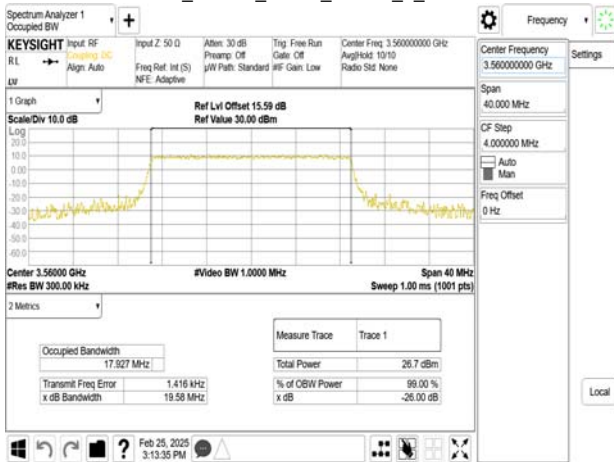 Spectrum Analyzer 1
Occupied BW
Frequency
KEYSIGHT
RL
Input: RF
Coupling: DC
Align: Auto
Input Z: 50 Ω
Freq Ref: Int (S)
NFE: Adaptive
Atten: 30 dB
Preamp: Off
µW Path: Standard
Trig: Free Run
Gate: Off
#IF Gain: Low
Center Freq: 3.560000000 GHz
Avg|Hold: 10/10
Radio Std: None
Center Frequency
3.560000000 GHz
Settings
Span
40.000 MHz
CF Step
4.000000 MHz
Auto
Man
Freq Offset
0 Hz
Local
1 Graph
Scale/Div 10.0 dB
Ref Lvl Offset 15.59 dB
Ref Value 30.00 dBm
Log
20.0
10.0
0.00
-10.0
-20.0
-30.0
-40.0
-50.0
-60.0
Center 3.56000 GHz
#Res BW 300.00 kHz
#Video BW 1.0000 MHz
Span 40 MHz
Sweep 1.00 ms (1001 pts)
2 Metrics
Measure Trace Trace 1
Occupied Bandwidth
17.927 MHz
Total Power 26.7 dBm
Transmit Freq Error 1.416 kHz
% of OBW Power 99.00 %
x dB Bandwidth 19.58 MHz
x dB -26.00 dB
?
Feb 25, 2025
3:13:35 PM